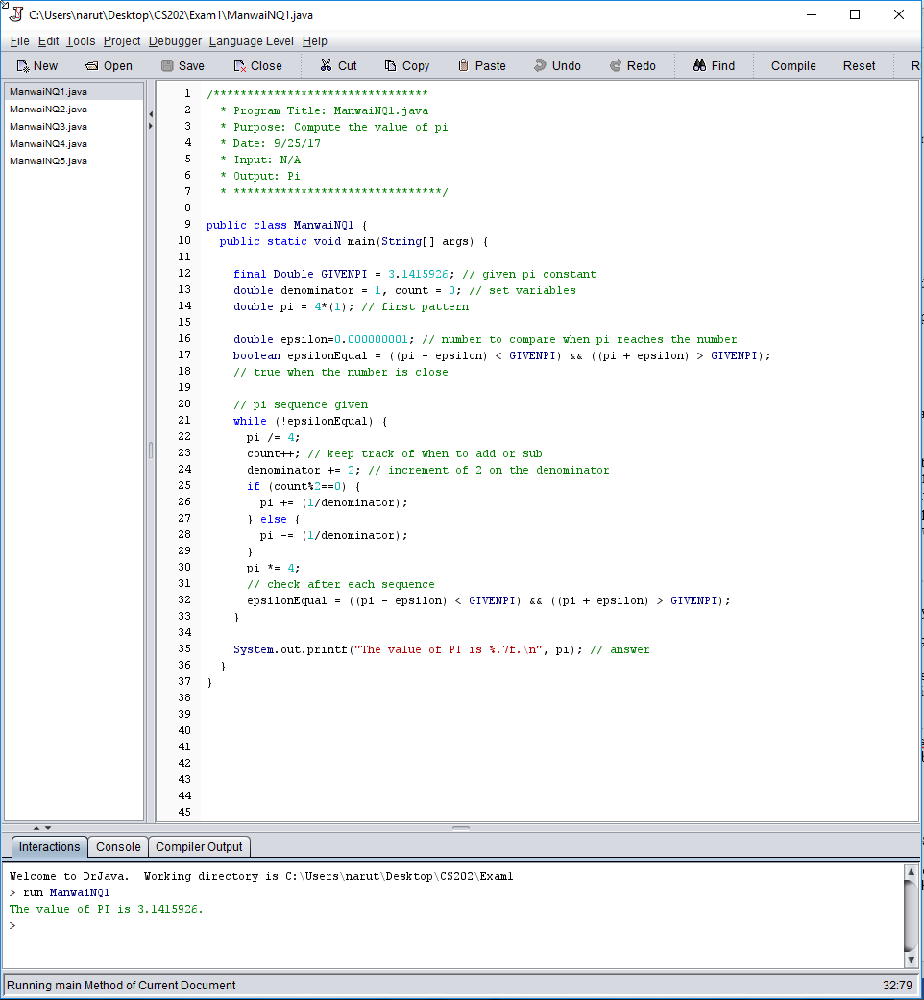 C:\Users\narut\Desktop\CS202\Exam1\ManwaiNQ1.java
File Edit Tools Project Debugger Language Level Help
New Open Save Close Cut Copy Paste Undo Redo Find Compile Reset
ManwaiNQ1.java
ManwaiNQ2.java
ManwaiNQ3.java
ManwaiNQ4.java
ManwaiNQ5.java
1 /********************************
2   * Program Title: ManwaiNQ1.java
3   * Purpose: Compute the value of pi
4   * Date: 9/25/17
5   * Input: N/A
6   * Output: Pi
7   * *******************************/
8
9 public class ManwaiNQ1 {
10   public static void main(String[] args) {
11
12     final Double GIVENPI = 3.1415926; // given pi constant
13     double denominator = 1, count = 0; // set variables
14     double pi = 4*(1); // first pattern
15
16     double epsilon=0.000000001; // number to compare when pi reaches the number
17     boolean epsilonEqual = ((pi - epsilon) < GIVENPI) && ((pi + epsilon) > GIVENPI);
18     // true when the number is close
19
20     // pi sequence given
21     while (!epsilonEqual) {
22       pi /= 4;
23       count++; // keep track of when to add or sub
24       denominator += 2; // increment of 2 on the denominator
25       if (count%2==0) {
26         pi += (1/denominator);
27       } else {
28         pi -= (1/denominator);
29       }
30       pi *= 4;
31       // check after each sequence
32       epsilonEqual = ((pi - epsilon) < GIVENPI) && ((pi + epsilon) > GIVENPI);
33     }
34
35     System.out.printf("The value of PI is %.7f.\n", pi); // answer
36   }
37 }
38
39
40
41
42
43
44
45
Interactions Console Compiler Output
Welcome to DrJava.  Working directory is C:\Users\narut\Desktop\CS202\Exam1
> run ManwaiNQ1
The value of PI is 3.1415926.
>
Running main Method of Current Document 32:79